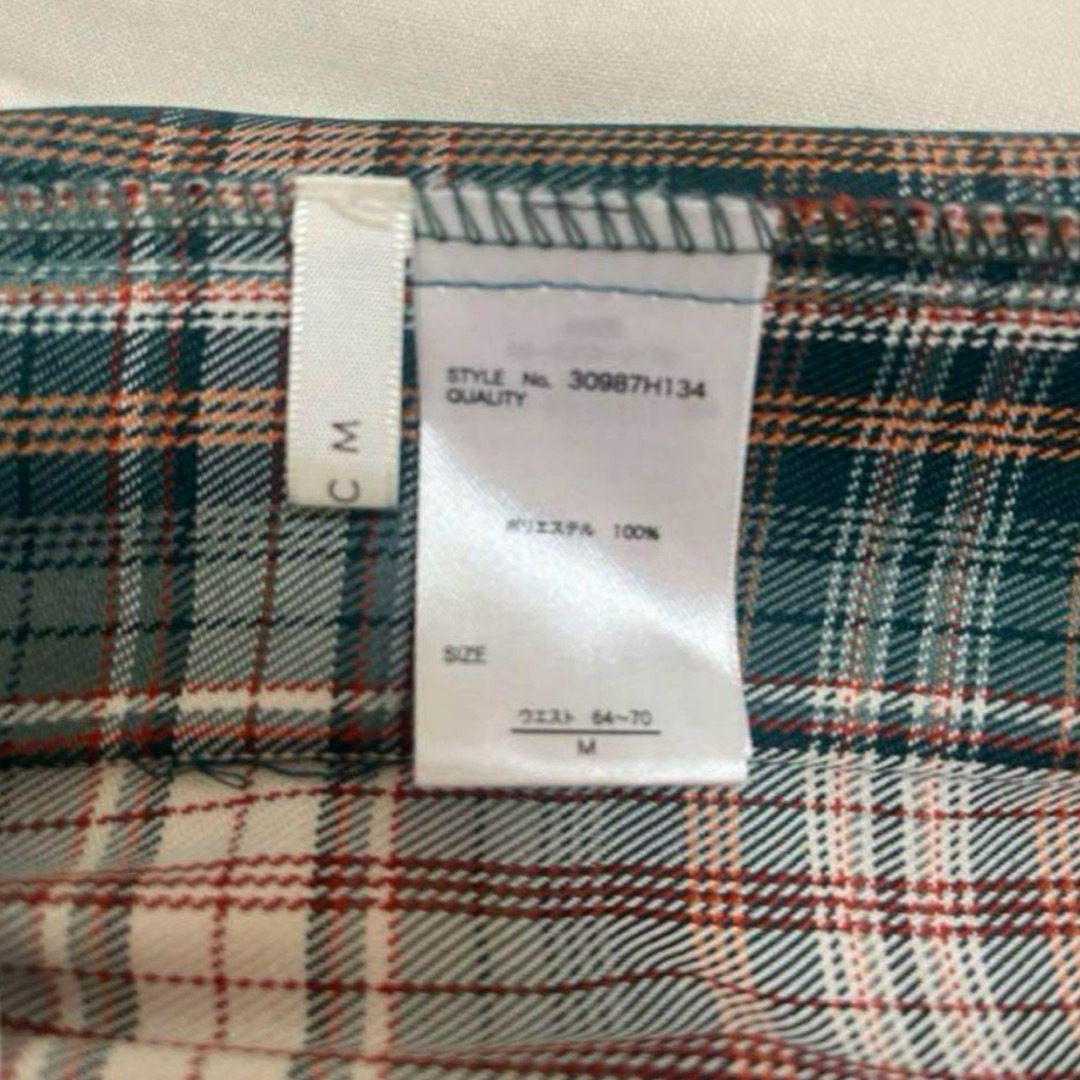 C M
STYLE No. 30987H134
QUALITY
ポリエステル 100%
SIZE
ウエスト 64~70
M